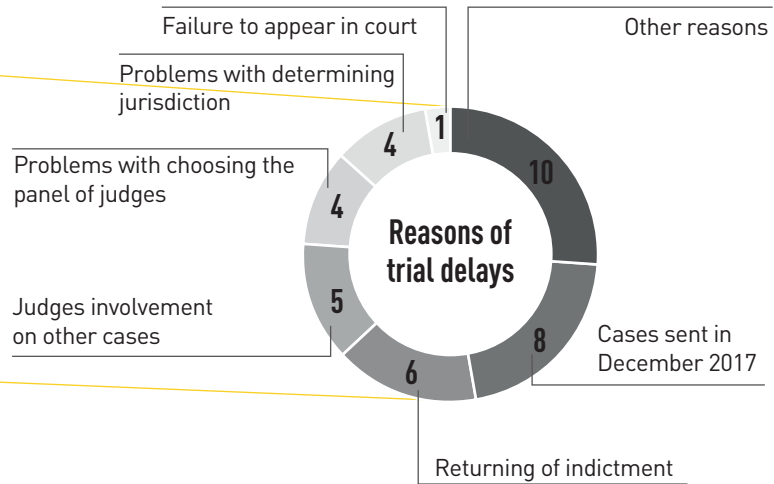 Failure to appear in court
Other reasons
Problems with determining
jurisdiction
1
4
10
Problems with choosing the
panel of judges
4
Reasons of
trial delays
Judges involvement
on other cases
5
8
Cases sent in
December 2017
6
Returning of indictment